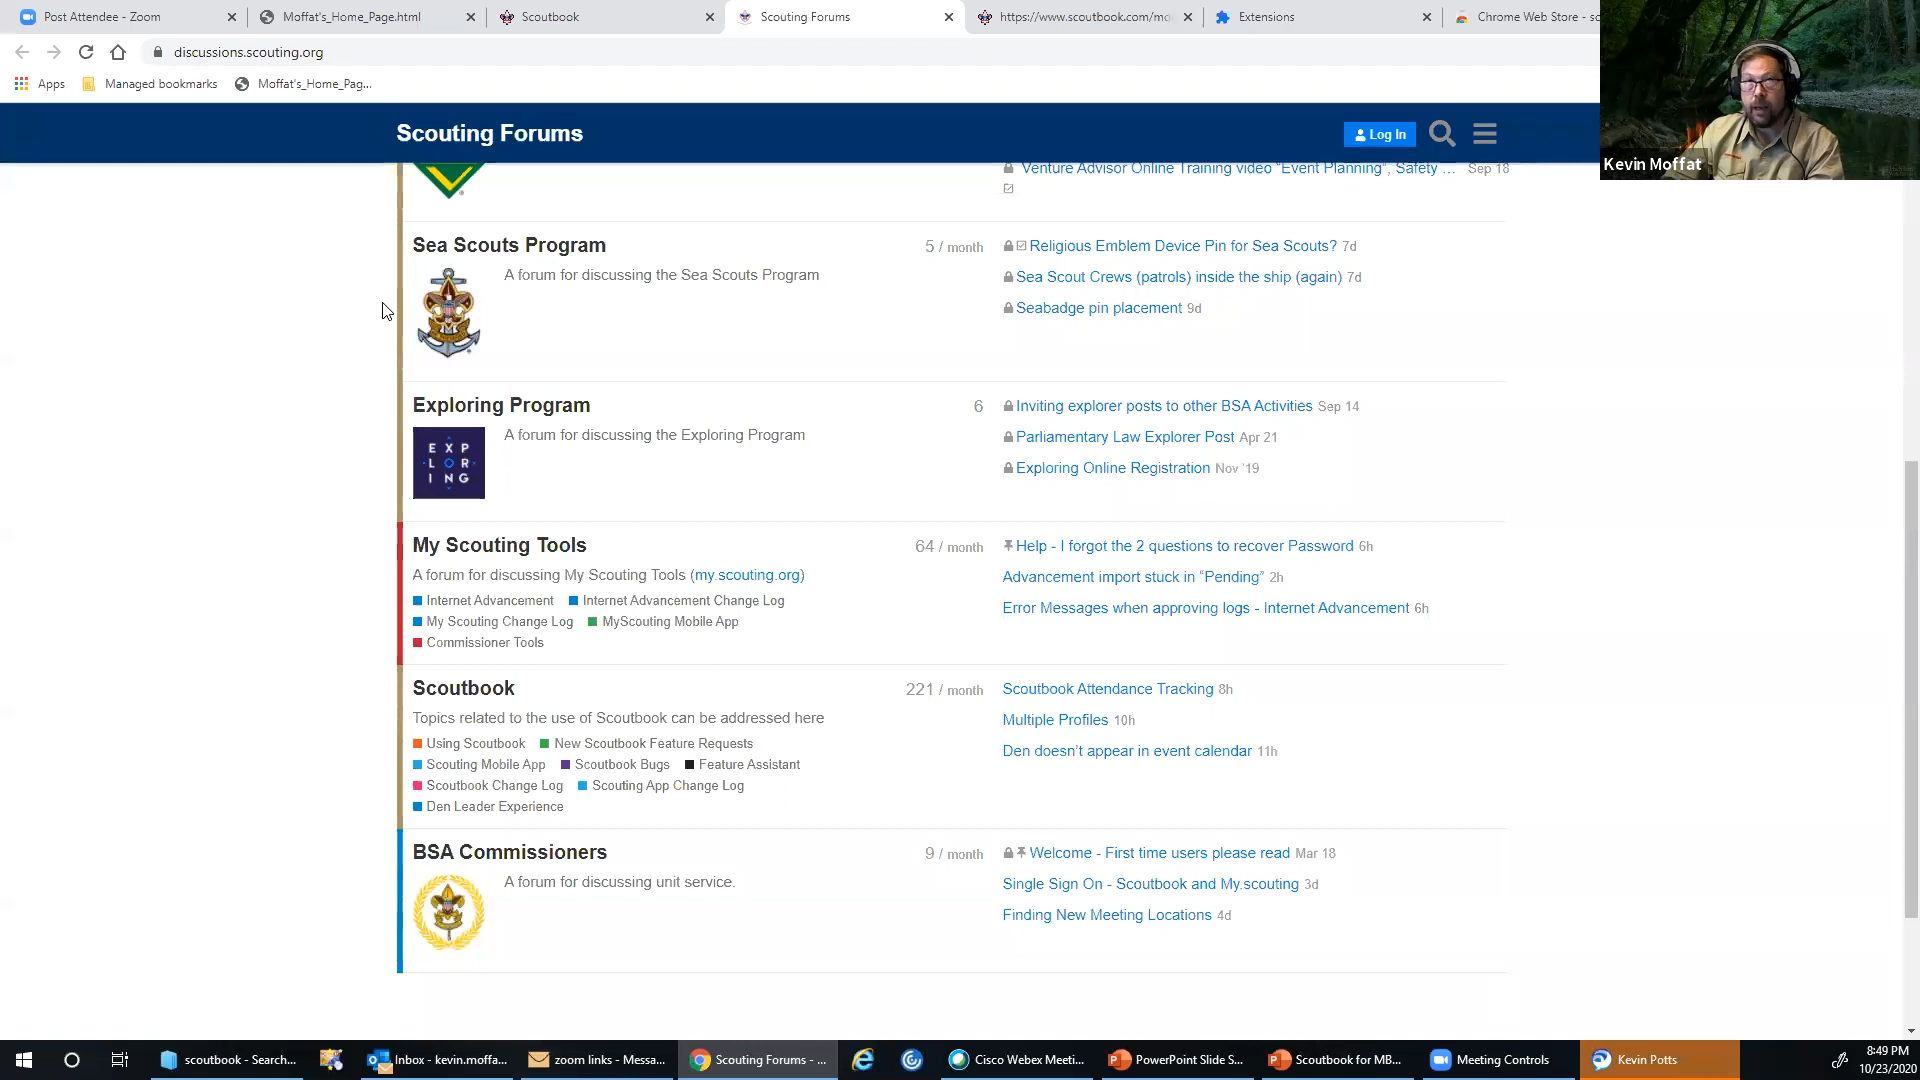 Post Attendee - Zoom
Moffat's_Home_Page.html
Scoutbook
Scouting Forums
https://www.scoutbook.com/mo
Extensions
Chrome Web Store - sc
discussions.scouting.org
Apps
Managed bookmarks
Moffat's_Home_Pag...
Scouting Forums
Log In
Kevin Moffat
Venture Advisor Online Training video “Event Planning”, Safety ... Sep 18
Sea Scouts Program
5 / month
A forum for discussing the Sea Scouts Program
Religious Emblem Device Pin for Sea Scouts? 7d
Sea Scout Crews (patrols) inside the ship (again) 7d
Seabadge pin placement 9d
Exploring Program
6
EXP
LOR
ING
A forum for discussing the Exploring Program
Inviting explorer posts to other BSA Activities Sep 14
Parliamentary Law Explorer Post Apr 21
Exploring Online Registration Nov '19
My Scouting Tools
64 / month
A forum for discussing My Scouting Tools (my.scouting.org)
Internet Advancement Internet Advancement Change Log
My Scouting Change Log MyScouting Mobile App
Commissioner Tools
Help - I forgot the 2 questions to recover Password 6h
Advancement import stuck in “Pending” 2h
Error Messages when approving logs - Internet Advancement 6h
Scoutbook
221 / month
Topics related to the use of Scoutbook can be addressed here
Using Scoutbook New Scoutbook Feature Requests
Scouting Mobile App Scoutbook Bugs Feature Assistant
Scoutbook Change Log Scouting App Change Log
Den Leader Experience
Scoutbook Attendance Tracking 8h
Multiple Profiles 10h
Den doesn’t appear in event calendar 11h
BSA Commissioners
9 / month
A forum for discussing unit service.
Welcome - First time users please read Mar 18
Single Sign On - Scoutbook and My.scouting 3d
Finding New Meeting Locations 4d
scoutbook - Search...
Inbox - kevin.moffa...
zoom links - Messa...
Scouting Forums - ...
Cisco Webex Meeti...
PowerPoint Slide S...
Scoutbook for MB...
Meeting Controls
Kevin Potts
8:49 PM
10/23/2020